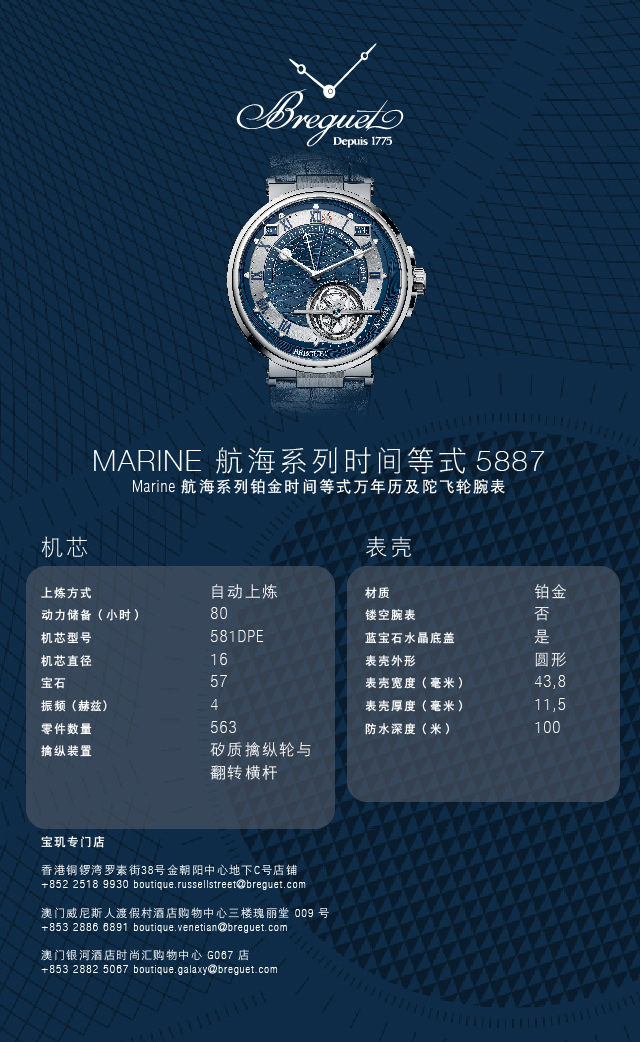 Breguet
Depuis 1775
BREGUET
MARINE 航海系列时间等式 5887
Marine 航海系列铂金时间等式万年历及陀飞轮腕表
机芯
上炼方式 自动上炼
动力储备（小时） 80
机芯型号 581DPE
机芯直径 16
宝石 57
振频（赫兹） 4
零件数量 563
擒纵装置 矽质擒纵轮与
翻转横杆
表壳
材质 铂金
镂空腕表 否
蓝宝石水晶底盖 是
表壳外形 圆形
表壳宽度（毫米） 43,8
表壳厚度（毫米） 11,5
防水深度（米） 100
宝玑专门店
香港铜锣湾罗素街38号金朝阳中心地下C号店铺
+852 2518 9930 boutique.russellstreet@breguet.com
澳门威尼斯人渡假村酒店购物中心三楼瑰丽堂 009 号
+853 2886 6891 boutique.venetian@breguet.com
澳门银河酒店时尚汇购物中心 G067 店
+853 2882 5067 boutique.galaxy@breguet.com